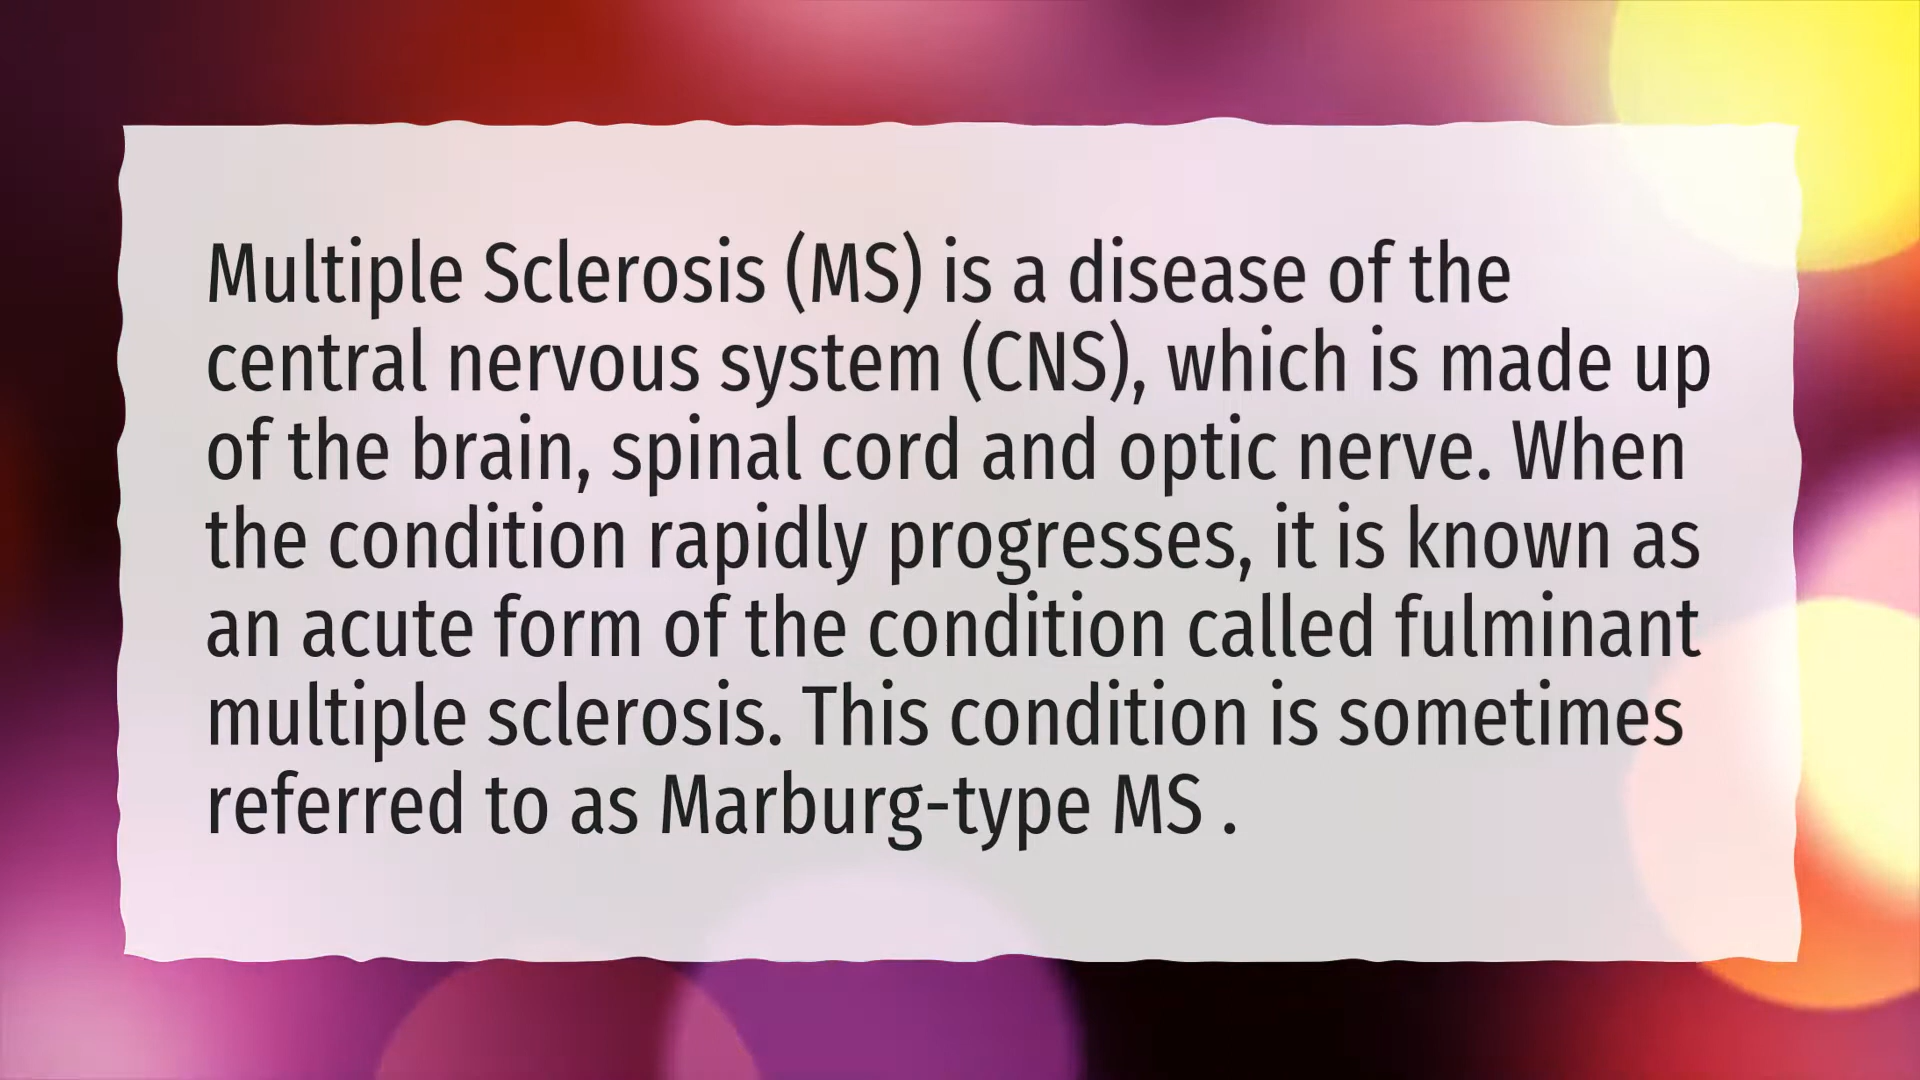 Multiple Sclerosis (MS) is a disease of the
central nervous system (CNS), which is made up
of the brain, spinal cord and optic nerve. When
the condition rapidly progresses, it is known as
an acute form of the condition called fulminant
multiple sclerosis. This condition is sometimes
referred to as Marburg-type MS .